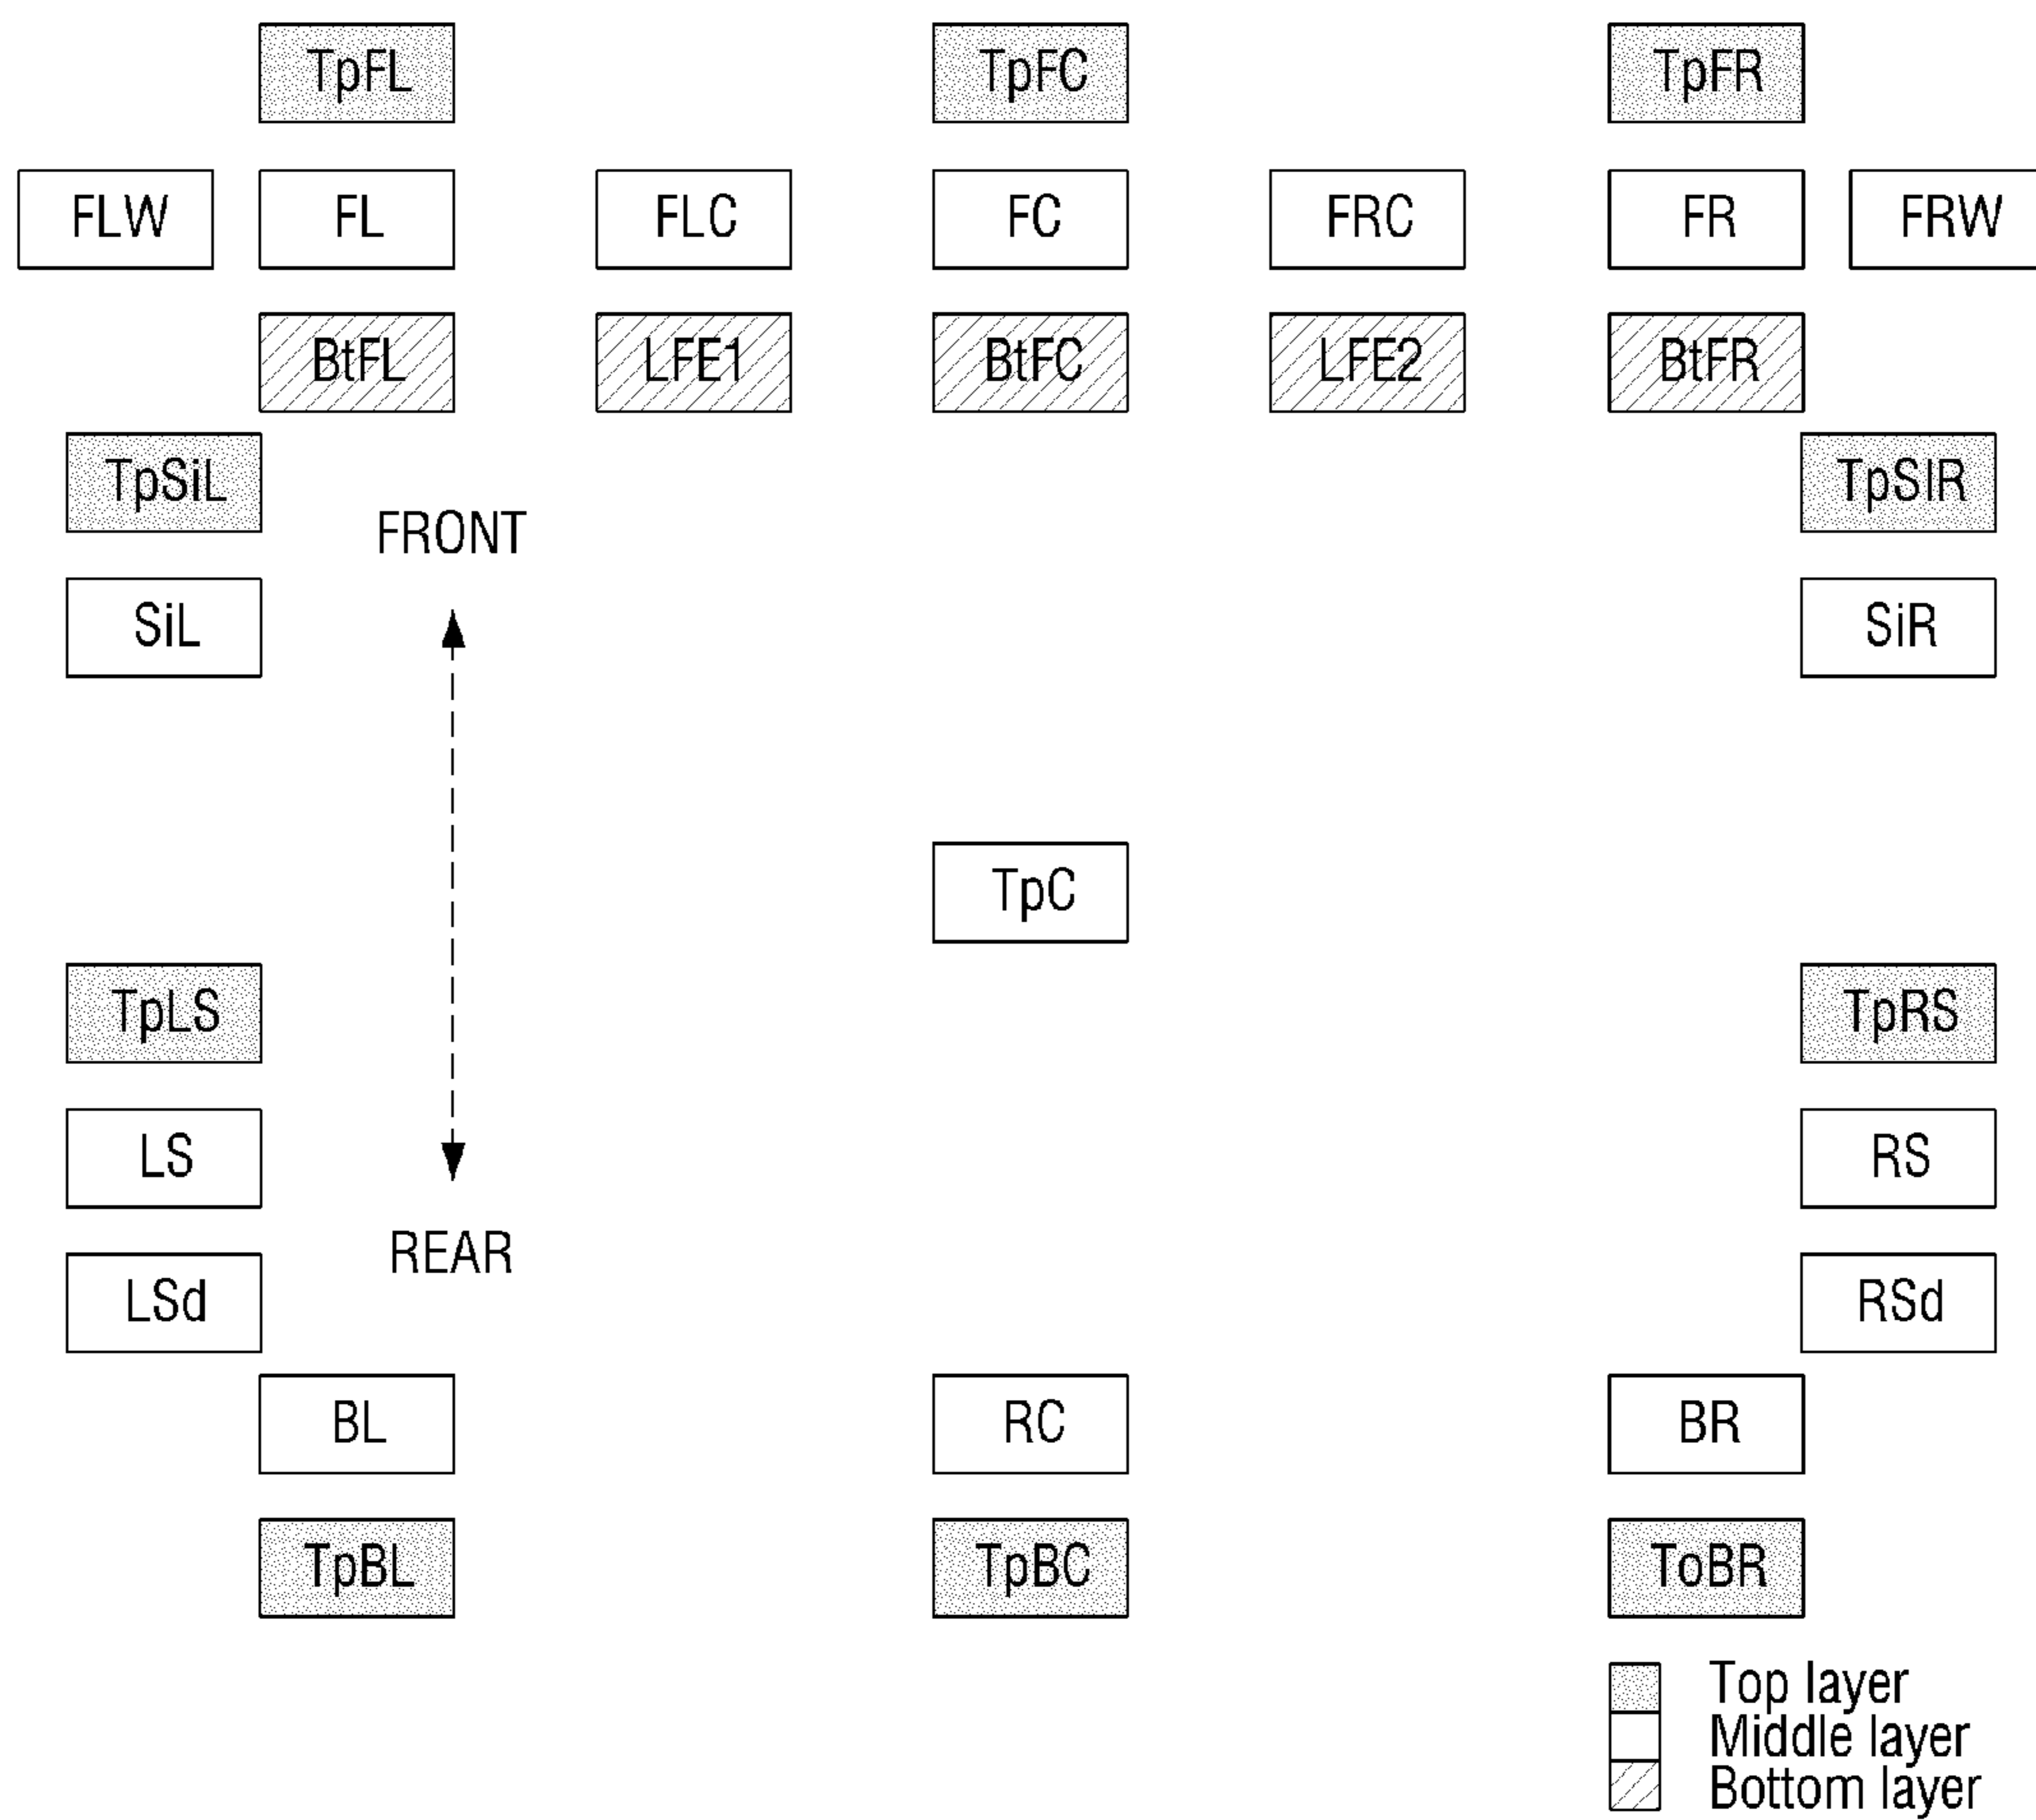 TpFL TpFC TpFR
FLW FL FLC FC FRC FR FRW
BtFL LFE1 BtFC LFE2 BtFR
TpSiL TpSIR
FRONT
SiL SiR
TpC
TpLS TpRS
LS RS
REAR
LSd RSd
BL RC BR
TpBL TpBC ToBR
Top layer
Middle layer
Bottom layer